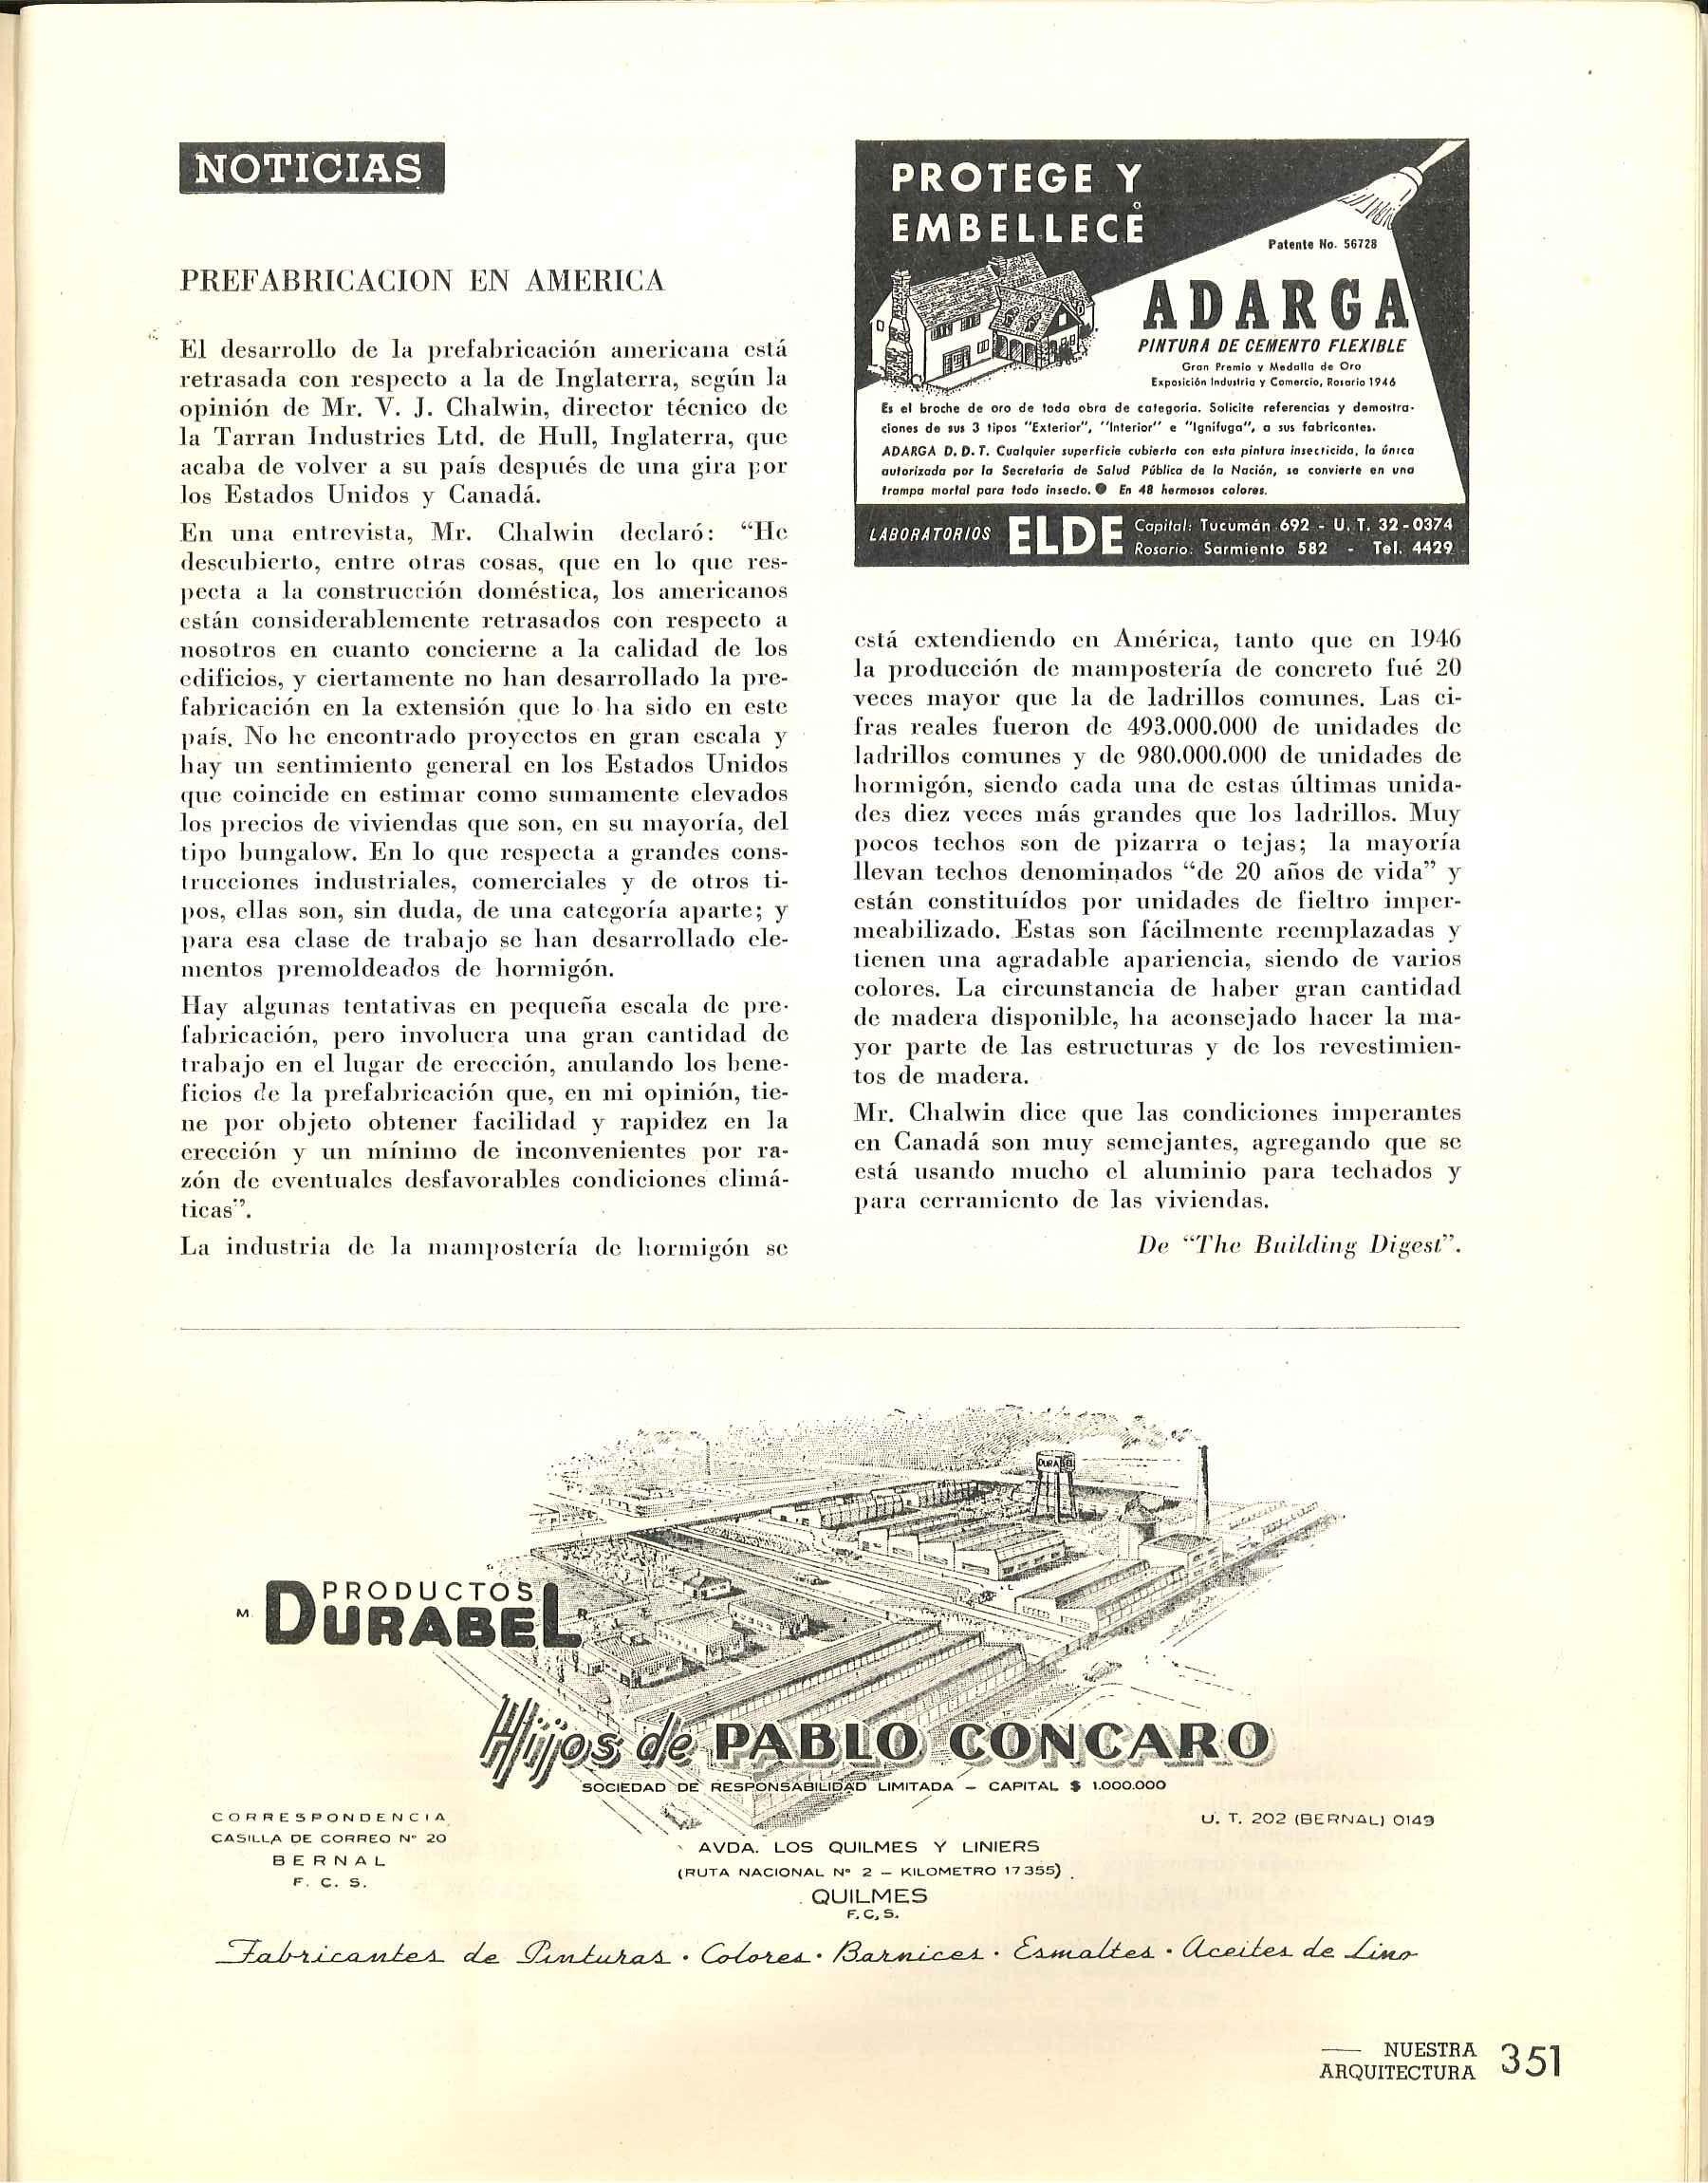 NOTICIAS
PREFABRICACION EN AMERICA
El desarrollo de la prefabricación americana está
retrasada con respecto a la de Inglaterra, según la
opinión de Mr. V. J. Chalwin, director técnico de
la Tarran Industries Ltd. de Hull, Inglaterra, que
acaba de volver a su país después de una gira por
los Estados Unidos y Canadá.
En una entrevista, Mr. Chalwin declaró: “He
descubierto, entre otras cosas, que en lo que res-
pecta a la construcción doméstica, los americanos
están considerablemente retrasados con respecto a
nosotros en cuanto concierne a la calidad de los
edificios, y ciertamente no han desarrollado la pre-
fabricación en la extensión que lo ha sido en este
país. No he encontrado proyectos en gran escala y
hay un sentimiento general en los Estados Unidos
que coincide en estimar como sumamente elevados
los precios de viviendas que son, en su mayoría, del
tipo bungalow. En lo que respecta a grandes cons-
trucciones industriales, comerciales y de otros ti-
pos, ellas son, sin duda, de una categoría aparte; y
para esa clase de trabajo se han desarrollado ele-
mentos premoldeados de hormigón.
Hay algunas tentativas en pequeña escala de pre-
fabricación, pero involucra una gran cantidad de
trabajo en el lugar de erección, anulando los bene-
ficios de la prefabricación que, en mi opinión, tie-
ne por objeto obtener facilidad y rapidez en la
erección y un mínimo de inconvenientes por ra-
zón de eventuales desfavorables condiciones climá-
ticas”.
La industria de la mampostería de hormigón se
PROTEGE Y
EMBELLECE
Patente No. 56728
ADARGA
PINTURA DE CEMENTO FLEXIBLE
Gran Premio y Medalla de Oro
Exposición Industria y Comercio, Rosario 1946
Es el broche de oro de toda obra de categoría. Solicite referencias y demostra-
ciones de sus 3 tipos "Exterior", "Interior" e "Ignífuga", a sus fabricantes.
ADARGA D. D. T. Cualquier superficie cubierta con esta pintura insecticida, la única
autorizada por la Secretaría de Salud Pública de la Nación, se convierte en una
trampa mortal para todo insecto. ● En 48 hermosos colores.
LABORATORIOS ELDE Capital: Tucumán 692 - U. T. 32-0374
Rosario: Sarmiento 582 - Tel. 4429
está extendiendo en América, tanto que en 1946
la producción de mampostería de concreto fué 20
veces mayor que la de ladrillos comunes. Las ci-
fras reales fueron de 493.000.000 de unidades de
ladrillos comunes y de 980.000.000 de unidades de
hormigón, siendo cada una de estas últimas unida-
des diez veces más grandes que los ladrillos. Muy
pocos techos son de pizarra o tejas; la mayoría
llevan techos denominados “de 20 años de vida” y
están constituídos por unidades de fieltro imper-
meabilizado. Estas son fácilmente reemplazadas y
tienen una agradable apariencia, siendo de varios
colores. La circunstancia de haber gran cantidad
de madera disponible, ha aconsejado hacer la ma-
yor parte de las estructuras y de los revestimien-
tos de madera.
Mr. Chalwin dice que las condiciones imperantes
en Canadá son muy semejantes, agregando que se
está usando mucho el aluminio para techados y
para cerramiento de las viviendas.
De “The Building Digest”.
DURABEL
PRODUCTOS
M. DURABEL R.
Hijos de PABLO CONCARO
SOCIEDAD DE RESPONSABILIDAD LIMITADA — CAPITAL $ 1.000.000
CORRESPONDENCIA
CASILLA DE CORREO Nº 20
BERNAL
F. C. S.
U. T. 202 (BERNAL) 0149
AVDA. LOS QUILMES Y LINIERS
(RUTA NACIONAL Nº 2 — KILOMETRO 17355)
QUILMES
F. C. S.
Fabricantes de Pinturas · Colores · Barnices · Esmaltes · Aceites de Lino
— NUESTRA
ARQUITECTURA 351